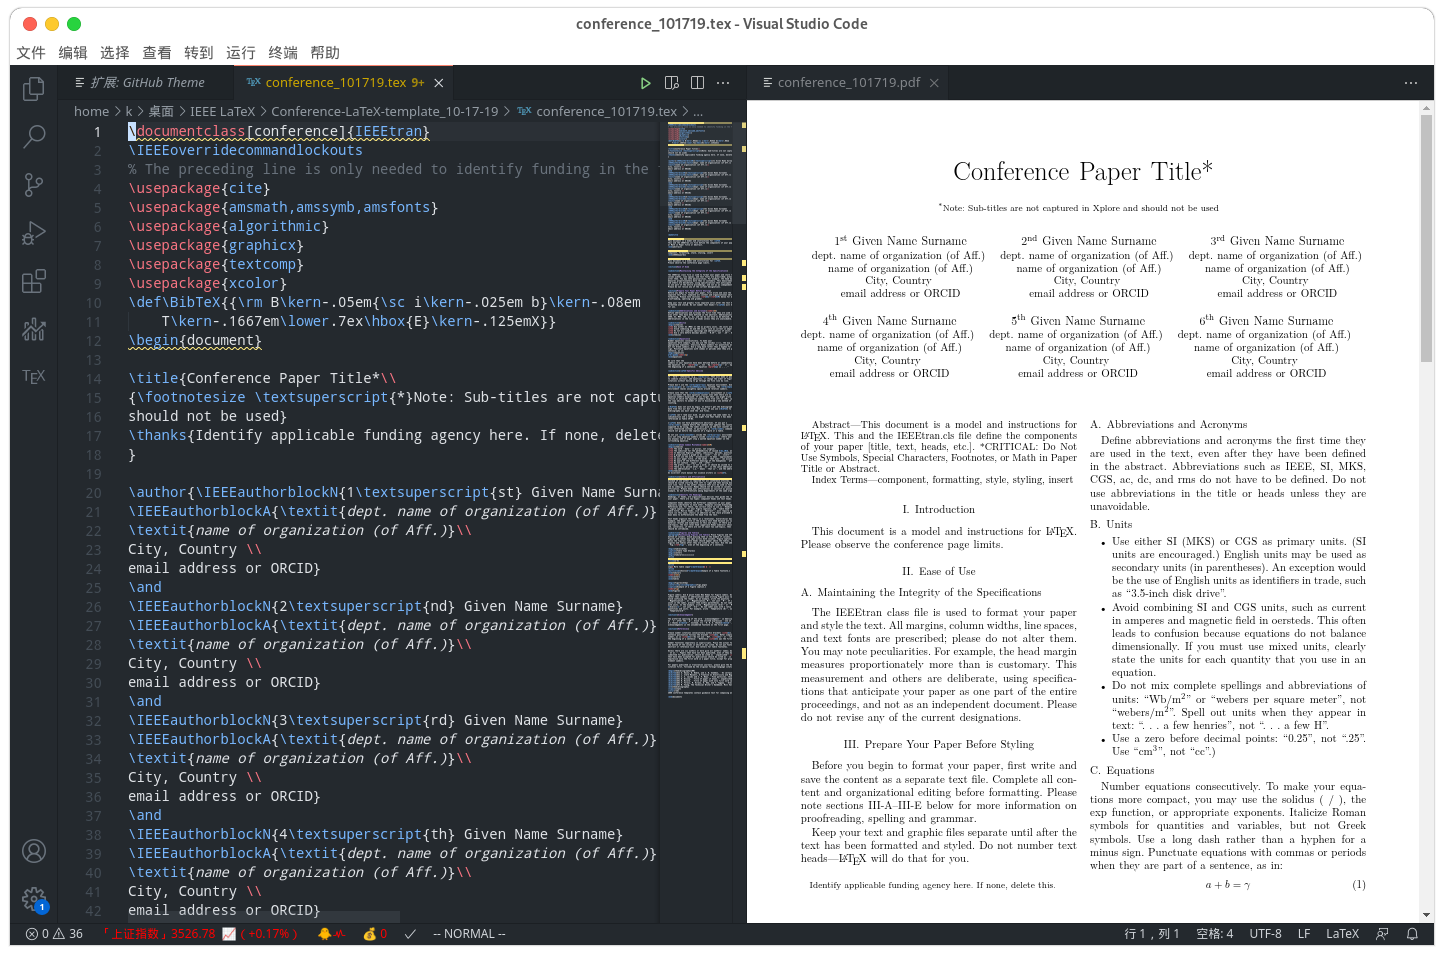 conference_101719.tex - Visual Studio Code
文件 编辑 选择 查看 转到 运行 终端 帮助
扩展: GitHub Theme
TEX conference_101719.tex 9+
conference_101719.pdf
home > k > 桌面 > IEEE LaTeX > Conference-LaTeX-template_10-17-19 > TEX conference_101719.tex > ...
1 \documentclass[conference]{IEEEtran}
2 \IEEEoverridecommandlockouts
3 % The preceding line is only needed to identify funding in the
4 \usepackage{cite}
5 \usepackage{amsmath,amssymb,amsfonts}
6 \usepackage{algorithmic}
7 \usepackage{graphicx}
8 \usepackage{textcomp}
9 \usepackage{xcolor}
10 \def\BibTeX{{\rm B\kern-.05em{\sc i\kern-.025em b}\kern-.08em
11 T\kern-.1667em\lower.7ex\hbox{E}\kern-.125emX}}
12 \begin{document}
13
14 \title{Conference Paper Title*\\
15 {\footnotesize \textsuperscript{*}Note: Sub-titles are not captu
16 should not be used}
17 \thanks{Identify applicable funding agency here. If none, delete
18 }
19
20 \author{\IEEEauthorblockN{1\textsuperscript{st} Given Name Surna
21 \IEEEauthorblockA{\textit{dept. name of organization (of Aff.)}
22 \textit{name of organization (of Aff.)}\\
23 City, Country \\
24 email address or ORCID}
25 \and
26 \IEEEauthorblockN{2\textsuperscript{nd} Given Name Surname}
27 \IEEEauthorblockA{\textit{dept. name of organization (of Aff.)}
28 \textit{name of organization (of Aff.)}\\
29 City, Country \\
30 email address or ORCID}
31 \and
32 \IEEEauthorblockN{3\textsuperscript{rd} Given Name Surname}
33 \IEEEauthorblockA{\textit{dept. name of organization (of Aff.)}
34 \textit{name of organization (of Aff.)}\\
35 City, Country \\
36 email address or ORCID}
37 \and
38 \IEEEauthorblockN{4\textsuperscript{th} Given Name Surname}
39 \IEEEauthorblockA{\textit{dept. name of organization (of Aff.)}
40 \textit{name of organization (of Aff.)}\\
41 City, Country \\
42 email address or ORCID}
TEX
1
Conference Paper Title*
*Note: Sub-titles are not captured in Xplore and should not be used
1st Given Name Surname
dept. name of organization (of Aff.)
name of organization (of Aff.)
City, Country
email address or ORCID
2nd Given Name Surname
dept. name of organization (of Aff.)
name of organization (of Aff.)
City, Country
email address or ORCID
3rd Given Name Surname
dept. name of organization (of Aff.)
name of organization (of Aff.)
City, Country
email address or ORCID
4th Given Name Surname
dept. name of organization (of Aff.)
name of organization (of Aff.)
City, Country
email address or ORCID
5th Given Name Surname
dept. name of organization (of Aff.)
name of organization (of Aff.)
City, Country
email address or ORCID
6th Given Name Surname
dept. name of organization (of Aff.)
name of organization (of Aff.)
City, Country
email address or ORCID
Abstract—This document is a model and instructions for
LATEX. This and the IEEEtran.cls file define the components
of your paper [title, text, heads, etc.]. *CRITICAL: Do Not
Use Symbols, Special Characters, Footnotes, or Math in Paper
Title or Abstract.
Index Terms—component, formatting, style, styling, insert
I. Introduction
This document is a model and instructions for LATEX.
Please observe the conference page limits.
II. Ease of Use
A. Maintaining the Integrity of the Specifications
The IEEEtran class file is used to format your paper
and style the text. All margins, column widths, line spaces,
and text fonts are prescribed; please do not alter them.
You may note peculiarities. For example, the head margin
measures proportionately more than is customary. This
measurement and others are deliberate, using specifica-
tions that anticipate your paper as one part of the entire
proceedings, and not as an independent document. Please
do not revise any of the current designations.
III. Prepare Your Paper Before Styling
Before you begin to format your paper, first write and
save the content as a separate text file. Complete all con-
tent and organizational editing before formatting. Please
note sections III-A–III-E below for more information on
proofreading, spelling and grammar.
Keep your text and graphic files separate until after the
text has been formatted and styled. Do not number text
heads—LATEX will do that for you.
Identify applicable funding agency here. If none, delete this.
A. Abbreviations and Acronyms
Define abbreviations and acronyms the first time they
are used in the text, even after they have been defined
in the abstract. Abbreviations such as IEEE, SI, MKS,
CGS, ac, dc, and rms do not have to be defined. Do not
use abbreviations in the title or heads unless they are
unavoidable.
B. Units
• Use either SI (MKS) or CGS as primary units. (SI
units are encouraged.) English units may be used as
secondary units (in parentheses). An exception would
be the use of English units as identifiers in trade, such
as “3.5-inch disk drive”.
• Avoid combining SI and CGS units, such as current
in amperes and magnetic field in oersteds. This often
leads to confusion because equations do not balance
dimensionally. If you must use mixed units, clearly
state the units for each quantity that you use in an
equation.
• Do not mix complete spellings and abbreviations of
units: “Wb/m2” or “webers per square meter”, not
“webers/m2”. Spell out units when they appear in
text: “. . . a few henries”, not “. . . a few H”.
• Use a zero before decimal points: “0.25”, not “.25”.
Use “cm3”, not “cc”.)
C. Equations
Number equations consecutively. To make your equa-
tions more compact, you may use the solidus ( / ), the
exp function, or appropriate exponents. Italicize Roman
symbols for quantities and variables, but not Greek
symbols. Use a long dash rather than a hyphen for a
minus sign. Punctuate equations with commas or periods
when they are part of a sentence, as in:
a + b = γ (1)
0 36 「上证指数」3526.78 📈 ( +0.17% ) 🐥 💰 0 ✓ -- NORMAL -- 行 1，列 1 空格: 4 UTF-8 LF LaTeX